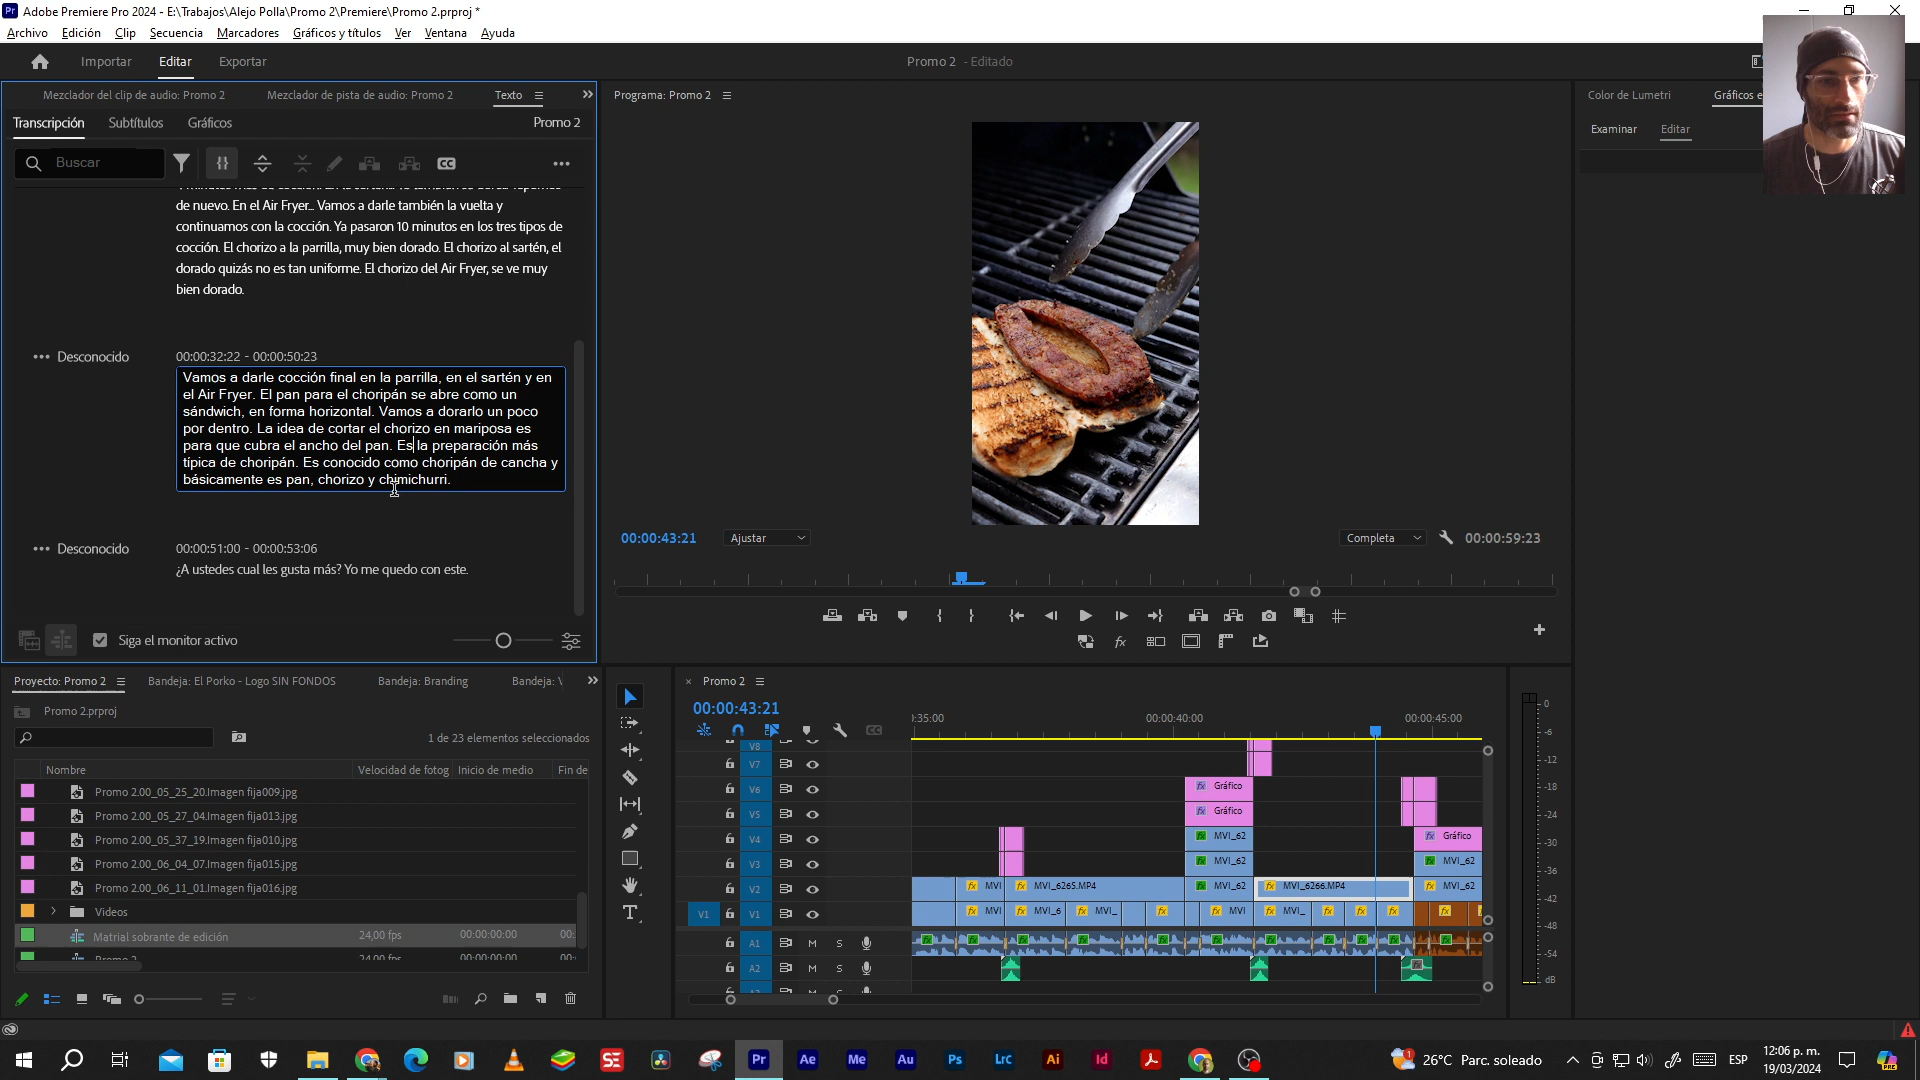 Adobe Premiere Pro 2024 - E:\Trabajos\Alejo Polla\Promo 2\Premiere\Promo 2.prproj *
Archivo Edición Clip Secuencia Marcadores Gráficos y títulos Ver Ventana Ayuda
Importar Editar Exportar
Promo 2 - Editado
Mezclador del clip de audio: Promo 2 Mezclador de pista de audio: Promo 2 Texto
Transcripción Subtítulos Gráficos Promo 2
Buscar
de nuevo. En el Air Fryer... Vamos a darle también la vuelta y
continuamos con la cocción. Ya pasaron 10 minutos en los tres tipos de
cocción. El chorizo a la parrilla, muy bien dorado. El chorizo al sartén, el
dorado quizás no es tan uniforme. El chorizo del Air Fryer, se ve muy
bien dorado.
Desconocido 00:00:32:22 - 00:00:50:23
Vamos a darle cocción final en la parrilla, en el sartén y en
el Air Fryer. El pan para el choripán se abre como un
sándwich, en forma horizontal. Vamos a dorarlo un poco
por dentro. La idea de cortar el chorizo en mariposa es
para que cubra el ancho del pan. Es la preparación más
típica de choripán. Es conocido como choripán de cancha y
básicamente es pan, chorizo y chimichurri.
Desconocido 00:00:51:00 - 00:00:53:06
¿A ustedes cual les gusta más? Yo me quedo con este.
Siga el monitor activo
Programa: Promo 2
00:00:43:21 Ajustar Completa 00:00:59:23
Color de Lumetri Gráficos e
Examinar Editar
Proyecto: Promo 2 Bandeja: El Porko - Logo SIN FONDOS Bandeja: Branding Bandeja:
Promo 2.prproj
1 de 23 elementos seleccionados
Nombre Velocidad de fotog Inicio de medio Fin de
Promo 2.00_05_25_20.Imagen fija009.jpg
Promo 2.00_05_27_04.Imagen fija013.jpg
Promo 2.00_05_37_19.Imagen fija010.jpg
Promo 2.00_06_04_07.Imagen fija015.jpg
Promo 2.00_06_11_01.Imagen fija016.jpg
Videos
Matrial sobrante de edición 24,00 fps 00:00:00:00 00:
Promo 2 24,00 fps 00:00:00:00 00:
Promo 2
00:00:43:21
):35:00 00:00:40:00 00:00:45:00
V8
V7
V6 Gráfico
V5 Gráfico
V4 MVI_62 Gráfico
V3 MVI_62 MVI_62
V2 MVI MVI_6265.MP4 MVI_62 MVI_6266.MP4 MVI_62
V1 V1 MVI MVI_6 MVI_ MVI MVI_
A1 M S
A2 M S
0
-6
-12
-18
-24
-30
-36
-42
-48
-54
dB
26°C Parc. soleado ESP 12:06 p. m.
19/03/2024